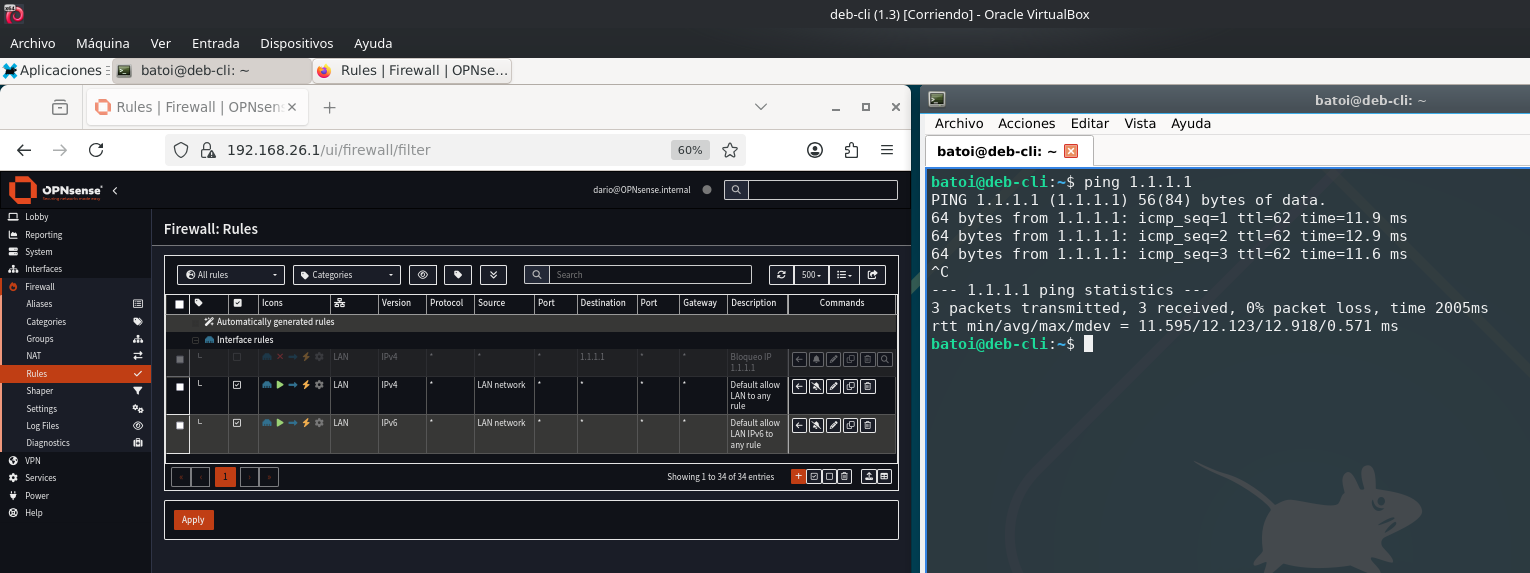 deb-cli (1.3) [Corriendo] - Oracle VirtualBox
Archivo Máquina Ver Entrada Dispositivos Ayuda
Aplicaciones batoi@deb-cli: ~ Rules | Firewall | OPNse...
Rules | Firewall | OPNsens
192.168.26.1/ui/firewall/filter 60%
OPNsense
dario@OPNsense.internal
Lobby
Reporting
System
Interfaces
Firewall
Aliases
Categories
Groups
NAT
Rules
Shaper
Settings
Log Files
Diagnostics
VPN
Services
Power
Help
Firewall: Rules
All rules Categories Search 500
Icons Version Protocol Source Port Destination Port Gateway Description Commands
Automatically generated rules
Interface rules
LAN IPv4 * * * 1.1.1.1 * * Bloqueo IP
1.1.1.1
LAN IPv4 * LAN network * * * * Default allow
LAN to any
rule
LAN IPv6 * LAN network * * * * Default allow
LAN IPv6 to
any rule
« ‹ 1 › » Showing 1 to 34 of 34 entries
Apply
batoi@deb-cli: ~
Archivo Acciones Editar Vista Ayuda
batoi@deb-cli: ~
batoi@deb-cli:~$ ping 1.1.1.1
PING 1.1.1.1 (1.1.1.1) 56(84) bytes of data.
64 bytes from 1.1.1.1: icmp_seq=1 ttl=62 time=11.9 ms
64 bytes from 1.1.1.1: icmp_seq=2 ttl=62 time=12.9 ms
64 bytes from 1.1.1.1: icmp_seq=3 ttl=62 time=11.6 ms
^C
--- 1.1.1.1 ping statistics ---
3 packets transmitted, 3 received, 0% packet loss, time 2005ms
rtt min/avg/max/mdev = 11.595/12.123/12.918/0.571 ms
batoi@deb-cli:~$